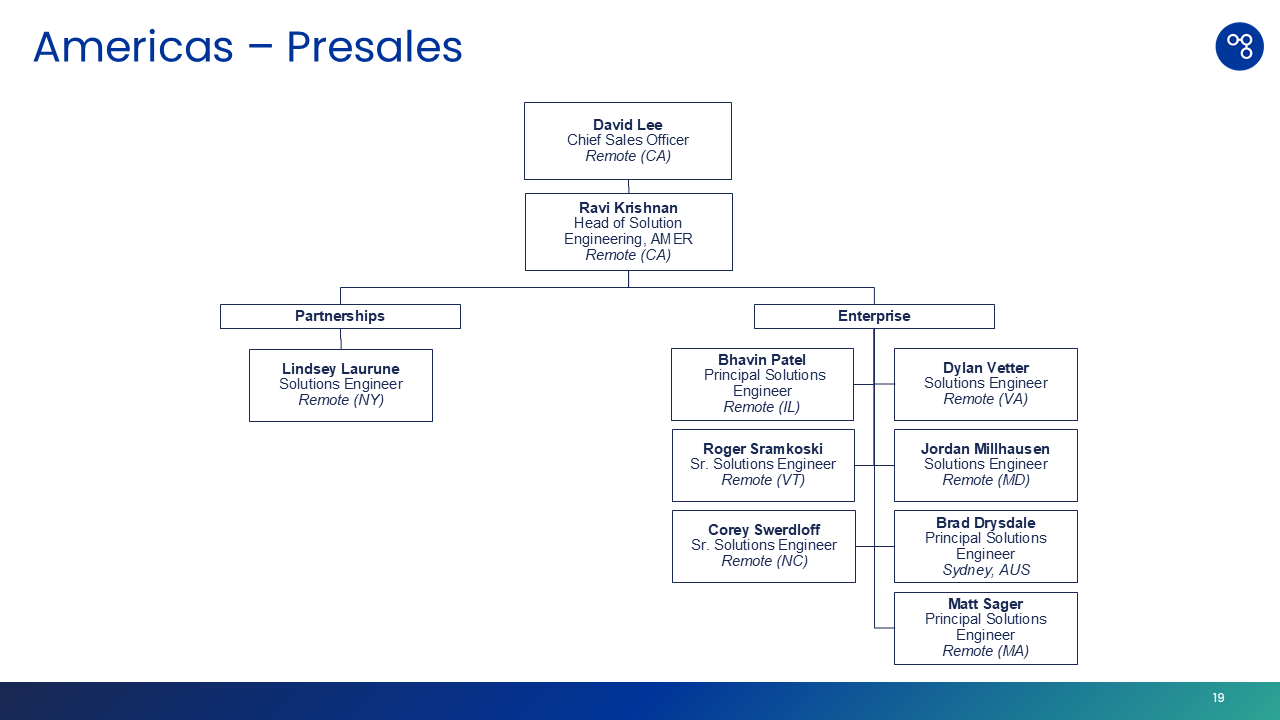 Americas – Presales
David Lee
Chief Sales Officer
Remote (CA)
Ravi Krishnan
Head of Solution
Engineering, AMER
Remote (CA)
Partnerships
Lindsey Laurune
Solutions Engineer
Remote (NY)
Enterprise
Bhavin Patel
Principal Solutions
Engineer
Remote (IL)
Dylan Vetter
Solutions Engineer
Remote (VA)
Roger Sramkoski
Sr. Solutions Engineer
Remote (VT)
Jordan Millhausen
Solutions Engineer
Remote (MD)
Corey Swerdloff
Sr. Solutions Engineer
Remote (NC)
Brad Drysdale
Principal Solutions
Engineer
Sydney, AUS
Matt Sager
Principal Solutions
Engineer
Remote (MA)
19